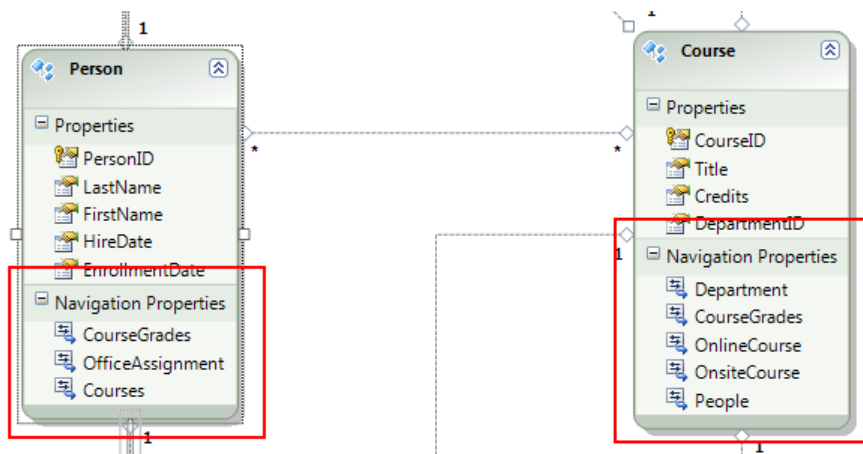 1
Person
Properties
PersonID
LastName
FirstName
HireDate
EnrollmentDate
Navigation Properties
CourseGrades
OfficeAssignment
Courses
1
*
*
1
1
Course
Properties
CourseID
Title
Credits
DepartmentID
Navigation Properties
Department
CourseGrades
OnlineCourse
OnsiteCourse
People
1